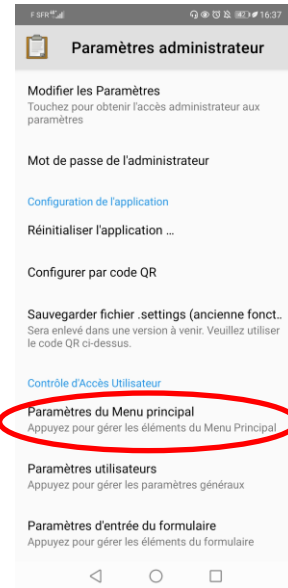 F SFR 16:37
Paramètres administrateur
Modifier les Paramètres
Touchez pour obtenir l'accès administrateur aux
paramètres
Mot de passe de l'administrateur
Configuration de l'application
Réinitialiser l'application ...
Configurer par code QR
Sauvegarder fichier .settings (ancienne fonct..
Sera enlevé dans une version à venir. Veuillez utiliser
le code QR ci-dessus.
Contrôle d'Accès Utilisateur
Paramètres du Menu principal
Appuyez pour gérer les éléments du Menu Principal
Paramètres utilisateurs
Appuyez pour gérer les paramètres généraux
Paramètres d'entrée du formulaire
Appuyez pour gérer les éléments du formulaire